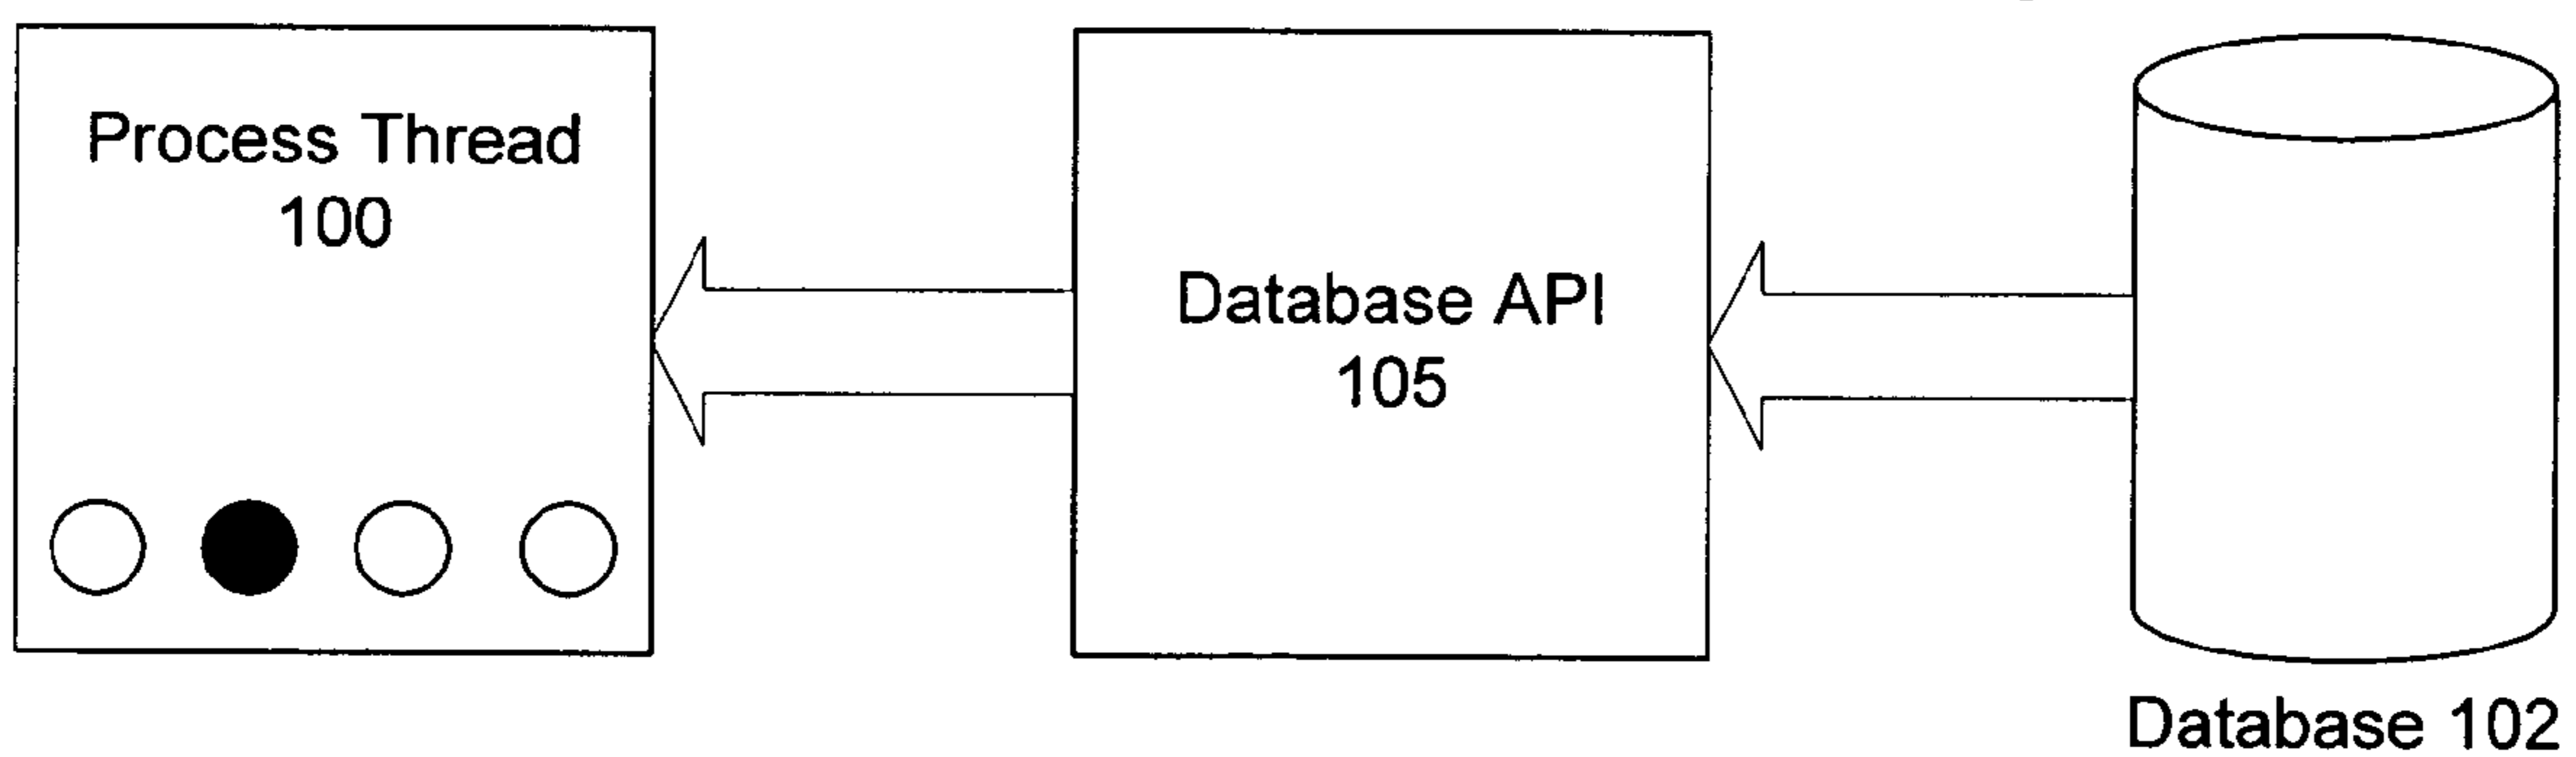 Process Thread
100
Database API
105
Database 102